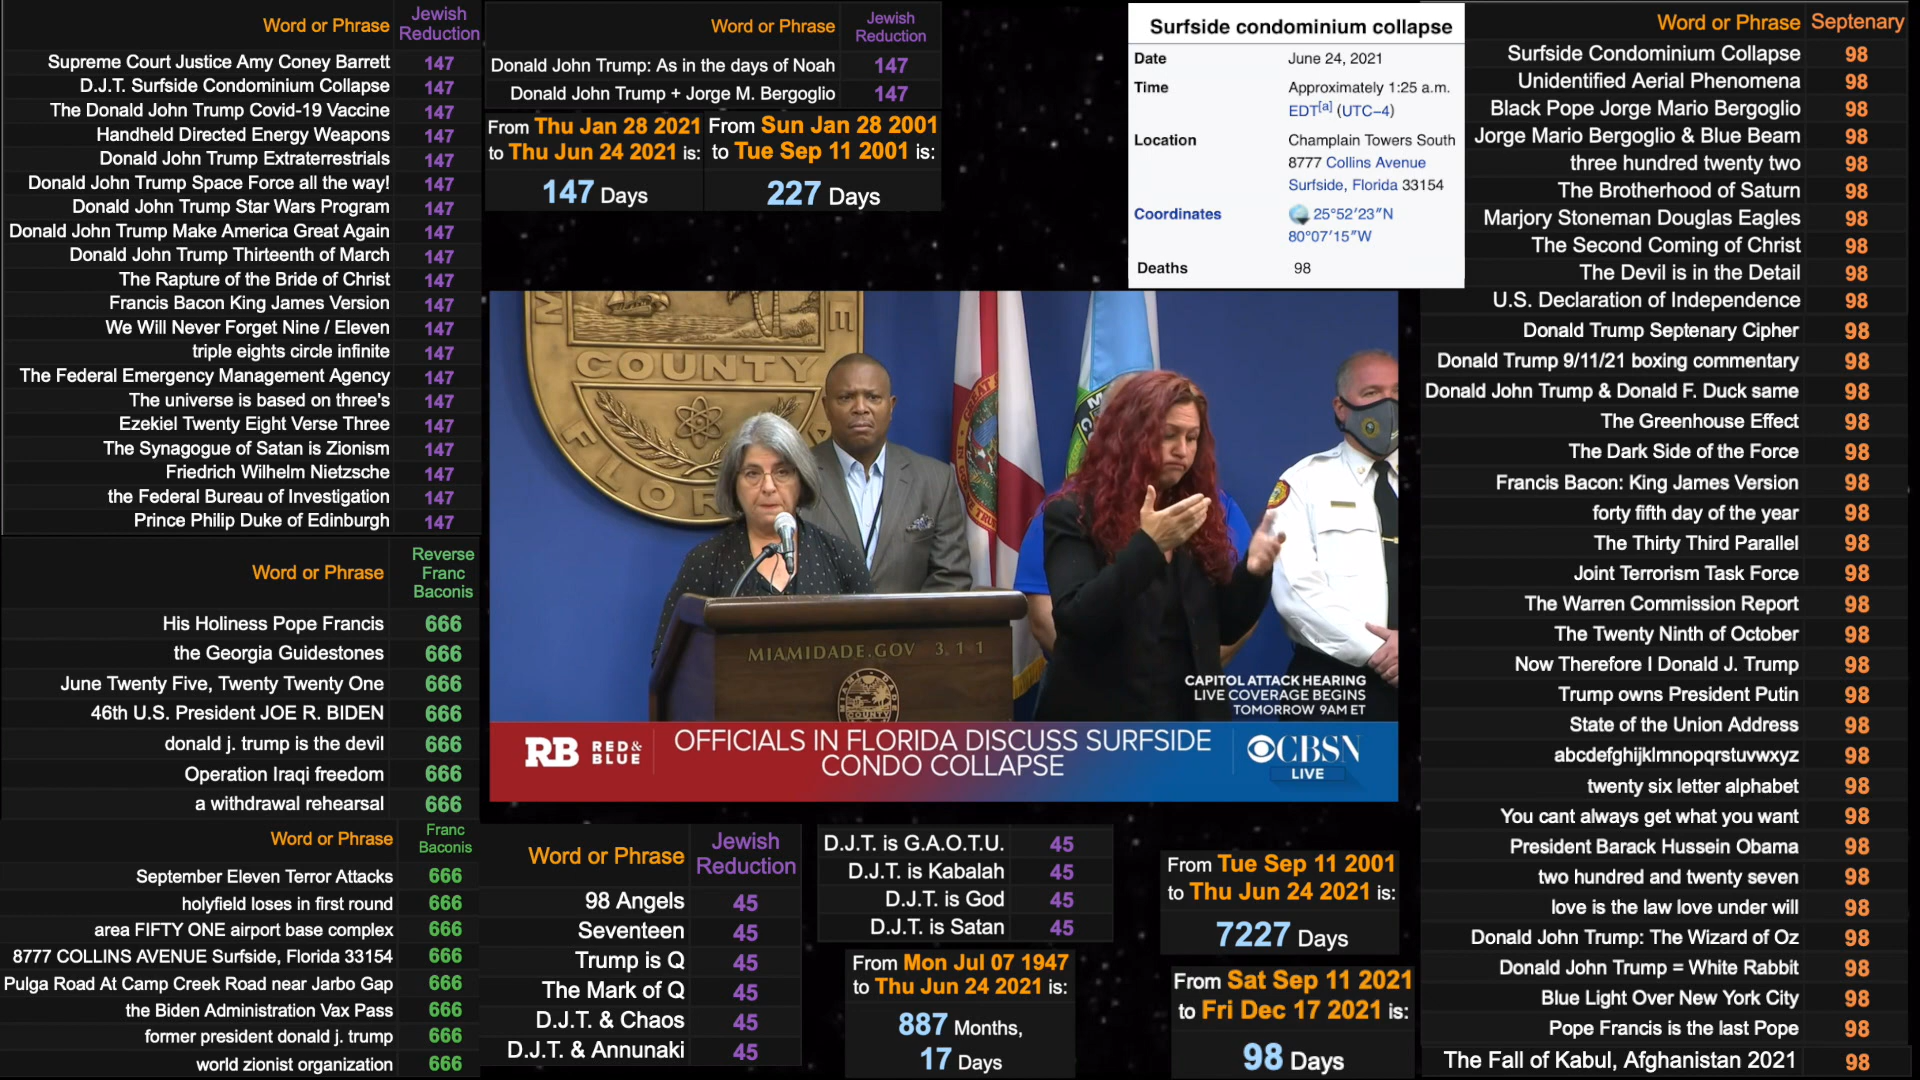 Word or Phrase Jewish Reduction
Supreme Court Justice Amy Coney Barrett 147
D.J.T. Surfside Condominium Collapse 147
The Donald John Trump Covid-19 Vaccine 147
Handheld Directed Energy Weapons 147
Donald John Trump Extraterrestrials 147
Donald John Trump Space Force all the way! 147
Donald John Trump Star Wars Program 147
Donald John Trump Make America Great Again 147
Donald John Trump Thirteenth of March 147
The Rapture of the Bride of Christ 147
Francis Bacon King James Version 147
We Will Never Forget Nine / Eleven 147
triple eights circle infinite 147
The Federal Emergency Management Agency 147
The universe is based on three's 147
Ezekiel Twenty Eight Verse Three 147
The Synagogue of Satan is Zionism 147
Friedrich Wilhelm Nietzsche 147
the Federal Bureau of Investigation 147
Prince Philip Duke of Edinburgh 147
Word or Phrase Reverse Franc Baconis
His Holiness Pope Francis 666
the Georgia Guidestones 666
June Twenty Five, Twenty Twenty One 666
46th U.S. President JOE R. BIDEN 666
donald j. trump is the devil 666
Operation Iraqi freedom 666
a withdrawal rehearsal 666
Word or Phrase Franc Baconis
September Eleven Terror Attacks 666
holyfield loses in first round 666
area FIFTY ONE airport base complex 666
8777 COLLINS AVENUE Surfside, Florida 33154 666
Pulga Road At Camp Creek Road near Jarbo Gap 666
the Biden Administration Vax Pass 666
former president donald j. trump 666
world zionist organization 666
Word or Phrase Jewish Reduction
Donald John Trump: As in the days of Noah 147
Donald John Trump + Jorge M. Bergoglio 147
From Thu Jan 28 2021
to Thu Jun 24 2021 is:
147 Days
From Sun Jan 28 2001
to Tue Sep 11 2001 is:
227 Days
Surfside condominium collapse
Date June 24, 2021
Time Approximately 1:25 a.m.
EDT[a] (UTC–4)
Location Champlain Towers South
8777 Collins Avenue
Surfside, Florida 33154
Coordinates 25°52′23″N
80°07′15″W
Deaths 98
COUNTY
FLOR
MIAMIDADE.GOV 3.1.1
MIAMI DADE
COUNTY
CAPITOL ATTACK HEARING
LIVE COVERAGE BEGINS
TOMORROW 9AM ET
RB RED& BLUE
OFFICIALS IN FLORIDA DISCUSS SURFSIDE
CONDO COLLAPSE
CBSN
LIVE
Word or Phrase Jewish Reduction
98 Angels 45
Seventeen 45
Trump is Q 45
The Mark of Q 45
D.J.T. & Chaos 45
D.J.T. & Annunaki 45
D.J.T. is G.A.O.T.U. 45
D.J.T. is Kabalah 45
D.J.T. is God 45
D.J.T. is Satan 45
From Mon Jul 07 1947
to Thu Jun 24 2021 is:
887 Months,
17 Days
From Tue Sep 11 2001
to Thu Jun 24 2021 is:
7227 Days
From Sat Sep 11 2021
to Fri Dec 17 2021 is:
98 Days
Word or Phrase Septenary
Surfside Condominium Collapse 98
Unidentified Aerial Phenomena 98
Black Pope Jorge Mario Bergoglio 98
Jorge Mario Bergoglio & Blue Beam 98
three hundred twenty two 98
The Brotherhood of Saturn 98
Marjory Stoneman Douglas Eagles 98
The Second Coming of Christ 98
The Devil is in the Detail 98
U.S. Declaration of Independence 98
Donald Trump Septenary Cipher 98
Donald Trump 9/11/21 boxing commentary 98
Donald John Trump & Donald F. Duck same 98
The Greenhouse Effect 98
The Dark Side of the Force 98
Francis Bacon: King James Version 98
forty fifth day of the year 98
The Thirty Third Parallel 98
Joint Terrorism Task Force 98
The Warren Commission Report 98
The Twenty Ninth of October 98
Now Therefore I Donald J. Trump 98
Trump owns President Putin 98
State of the Union Address 98
abcdefghijklmnopqrstuvwxyz 98
twenty six letter alphabet 98
You cant always get what you want 98
President Barack Hussein Obama 98
two hundred and twenty seven 98
love is the law love under will 98
Donald John Trump: The Wizard of Oz 98
Donald John Trump = White Rabbit 98
Blue Light Over New York City 98
Pope Francis is the last Pope 98
The Fall of Kabul, Afghanistan 2021 98